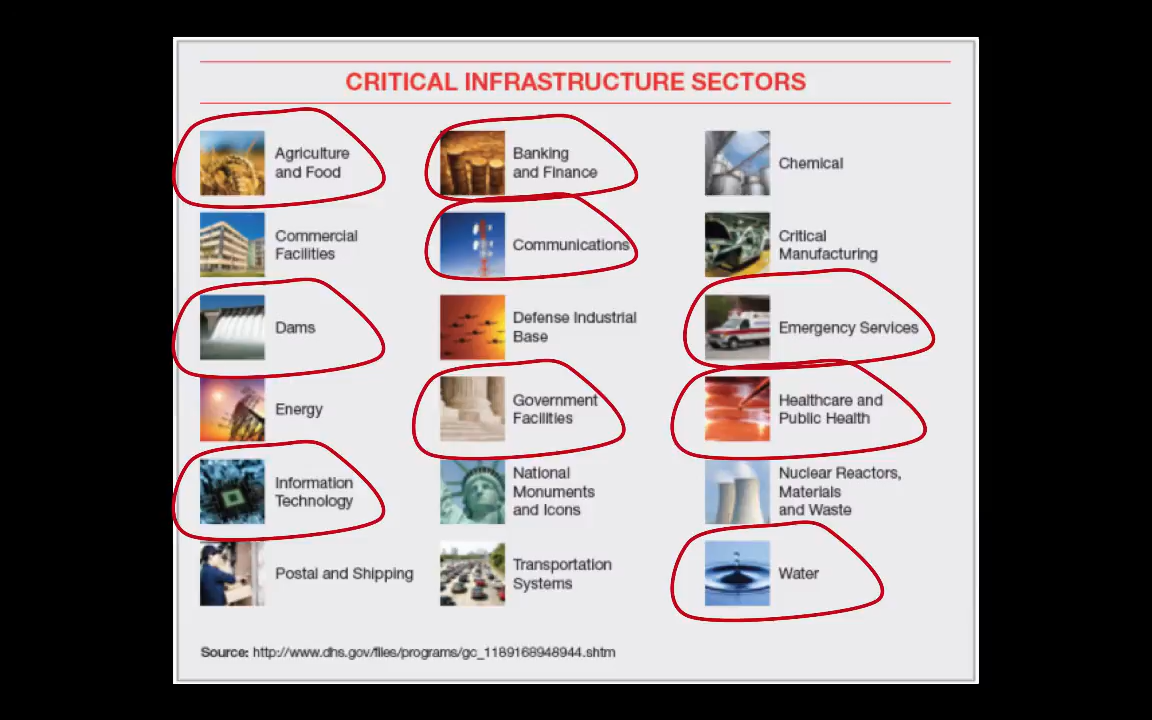 CRITICAL INFRASTRUCTURE SECTORS
Agriculture
and Food
Banking
and Finance
Chemical
Commercial
Facilities
Communications
Critical
Manufacturing
Dams
Defense Industrial
Base
Emergency Services
Energy
Government
Facilities
Healthcare and
Public Health
Information
Technology
National
Monuments
and Icons
Nuclear Reactors,
Materials
and Waste
Postal and Shipping
Transportation
Systems
Water
Source: http://www.dhs.gov/files/programs/gc_1189168948944.shtm